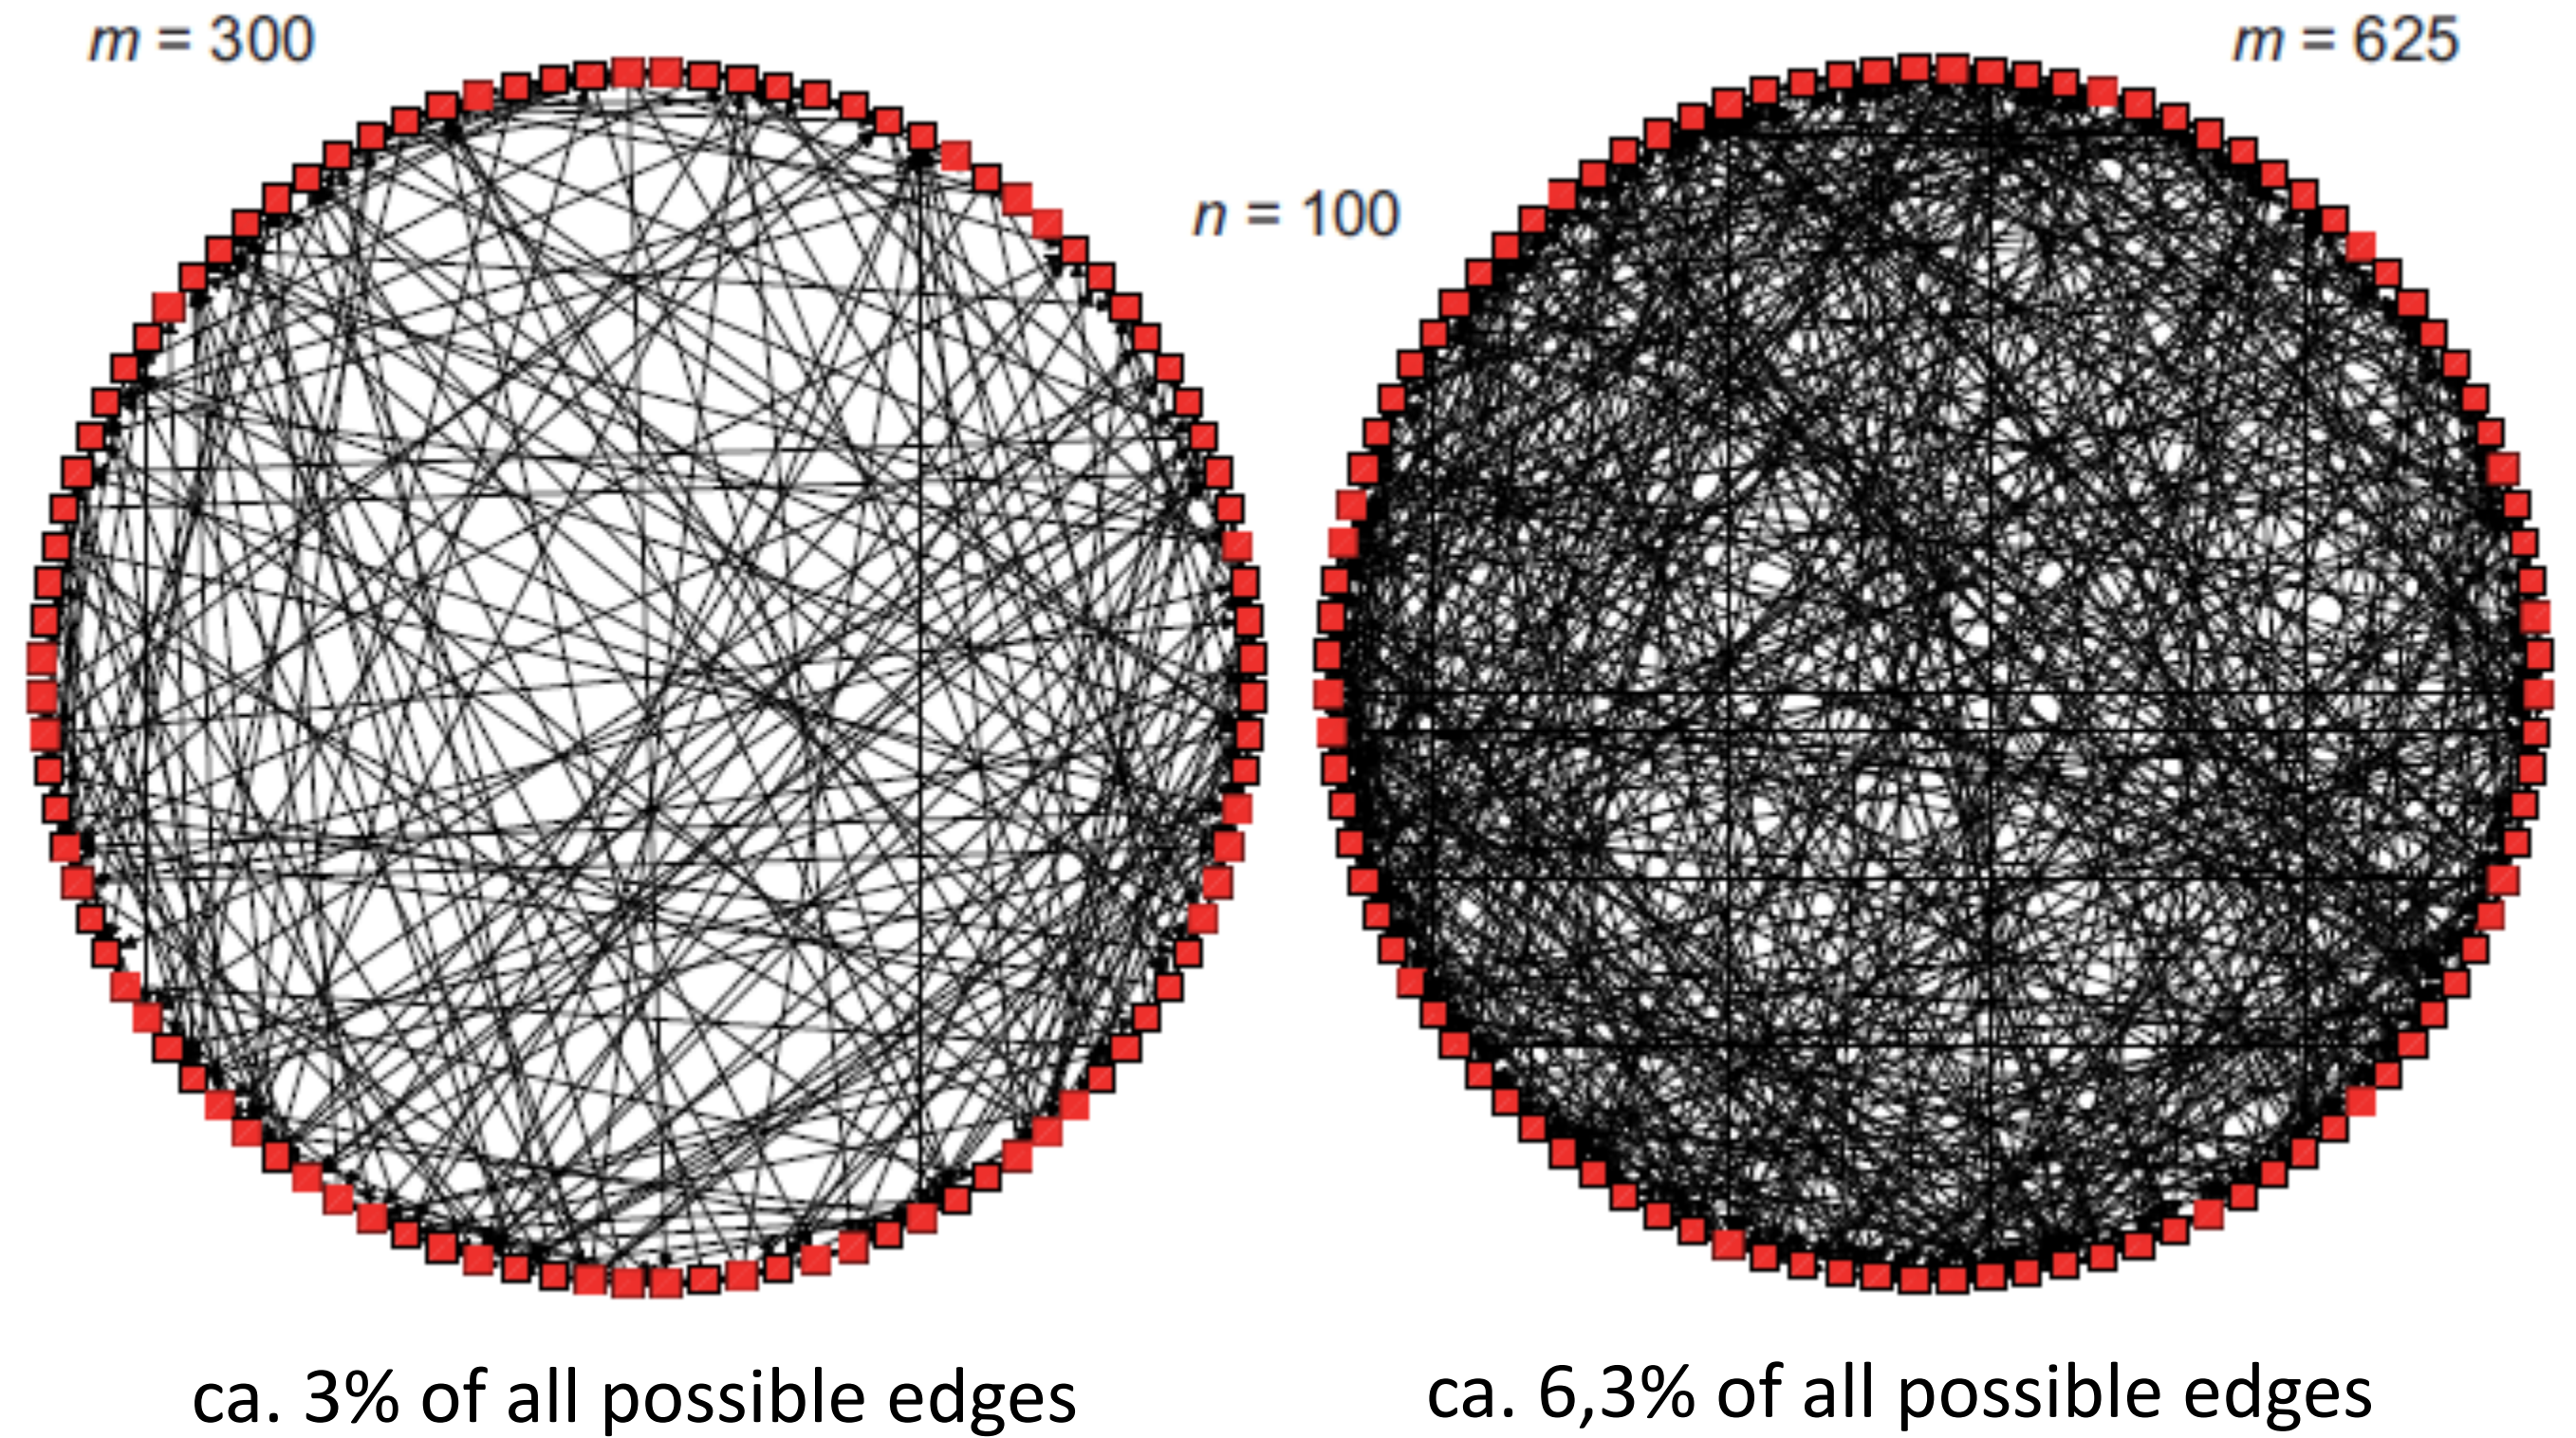 m = 300
m = 625
n = 100
ca. 3% of all possible edges
ca. 6,3% of all possible edges